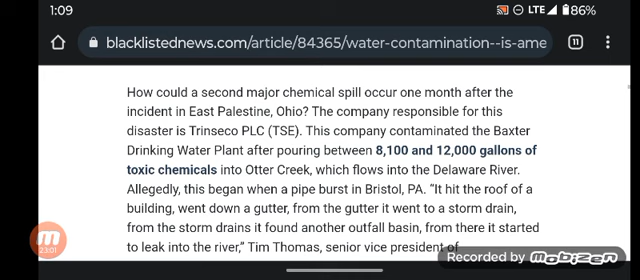 1:09
LTE 86%
blacklistednews.com/article/84365/water-contamination--is-ame
11
How could a second major chemical spill occur one month after the
incident in East Palestine, Ohio? The company responsible for this
disaster is Trinseco PLC (TSE). This company contaminated the Baxter
Drinking Water Plant after pouring between 8,100 and 12,000 gallons of
toxic chemicals into Otter Creek, which flows into the Delaware River.
Allegedly, this began when a pipe burst in Bristol, PA. “It hit the roof of a
building, went down a gutter, from the gutter it went to a storm drain,
from the storm drains it found another outfall basin, from there it started
to leak into the river,” Tim Thomas, senior vice president of
M
23:01
Recorded by mobizen